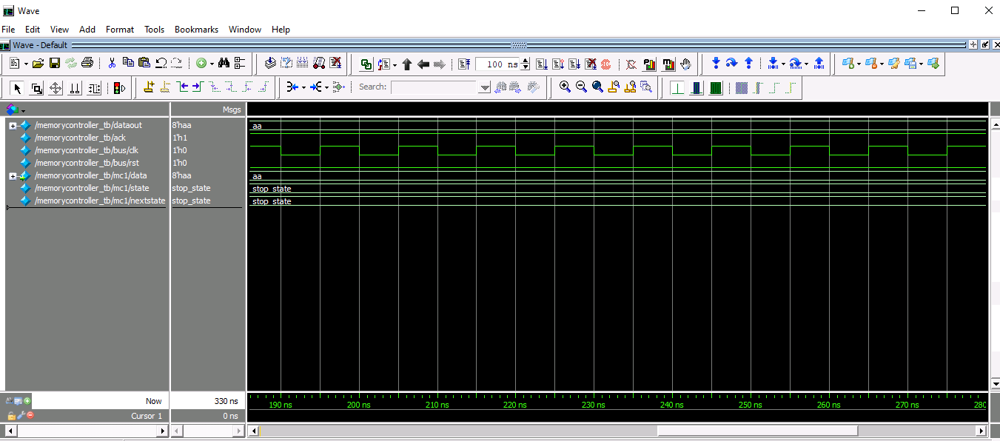 Wave
File Edit View Add Format Tools Bookmarks Window Help
Wave - Default
100 ns
Search:
Msgs
/memorycontroller_tb/dataout 8'haa aa
/memorycontroller_tb/ack 1'h1
/memorycontroller_tb/bus/clk 1'h0
/memorycontroller_tb/bus/rst 1'h0
/memorycontroller_tb/mc1/data 8'haa aa
/memorycontroller_tb/mc1/state stop_state stop_state
/memorycontroller_tb/mc1/nextstate stop_state stop_state
Now 330 ns 190 ns 200 ns 210 ns 220 ns 230 ns 240 ns 250 ns 260 ns 270 ns 280
Cursor 1 0 ns